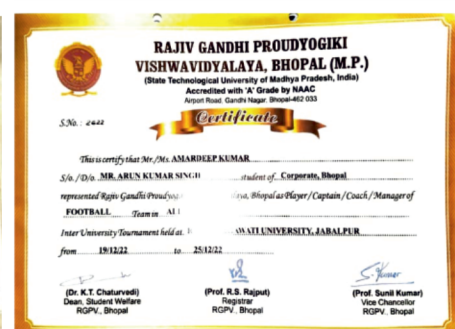 RAJIV GANDHI PROUDYOGIKI
VISHWAVIDYALAYA, BHOPAL (M.P.)
(State Technological University of Madhya Pradesh, India)
Accredited with 'A' Grade by NAAC
Airport Road, Gandhi Nagar, Bhopal-462 033
S.No. : 2622
Certificate
This is certify that Mr./Ms. AMARDEEP KUMAR
S/o. / D/o. MR. ARUN KUMAR SINGH student of Corporate, Bhopal
represented Rajiv Gandhi Bhopal as Player / Captain / Coach / Manager of
FOOTBALL Team in
Inter University Tournament held at UNIVERSITY, JABALPUR
from 19/12/22 to 25/12/22
(Dr. K.T. Chaturvedi)
Dean, Student Welfare
RGPV., Bhopal
(Prof. R.S. Rajput)
Registrar
RGPV., Bhopal
S. Kumar
(Prof. Sunil Kumar)
Vice Chancellor
RGPV., Bhopal